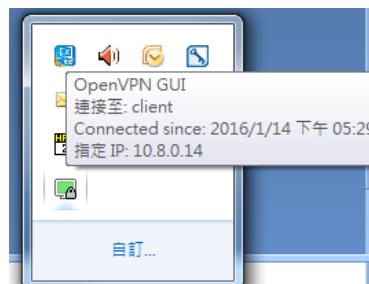 OpenVPN GUI
連接至: client
Connected since: 2016/1/14 下午 05:29
指定 IP: 10.8.0.14
自訂...